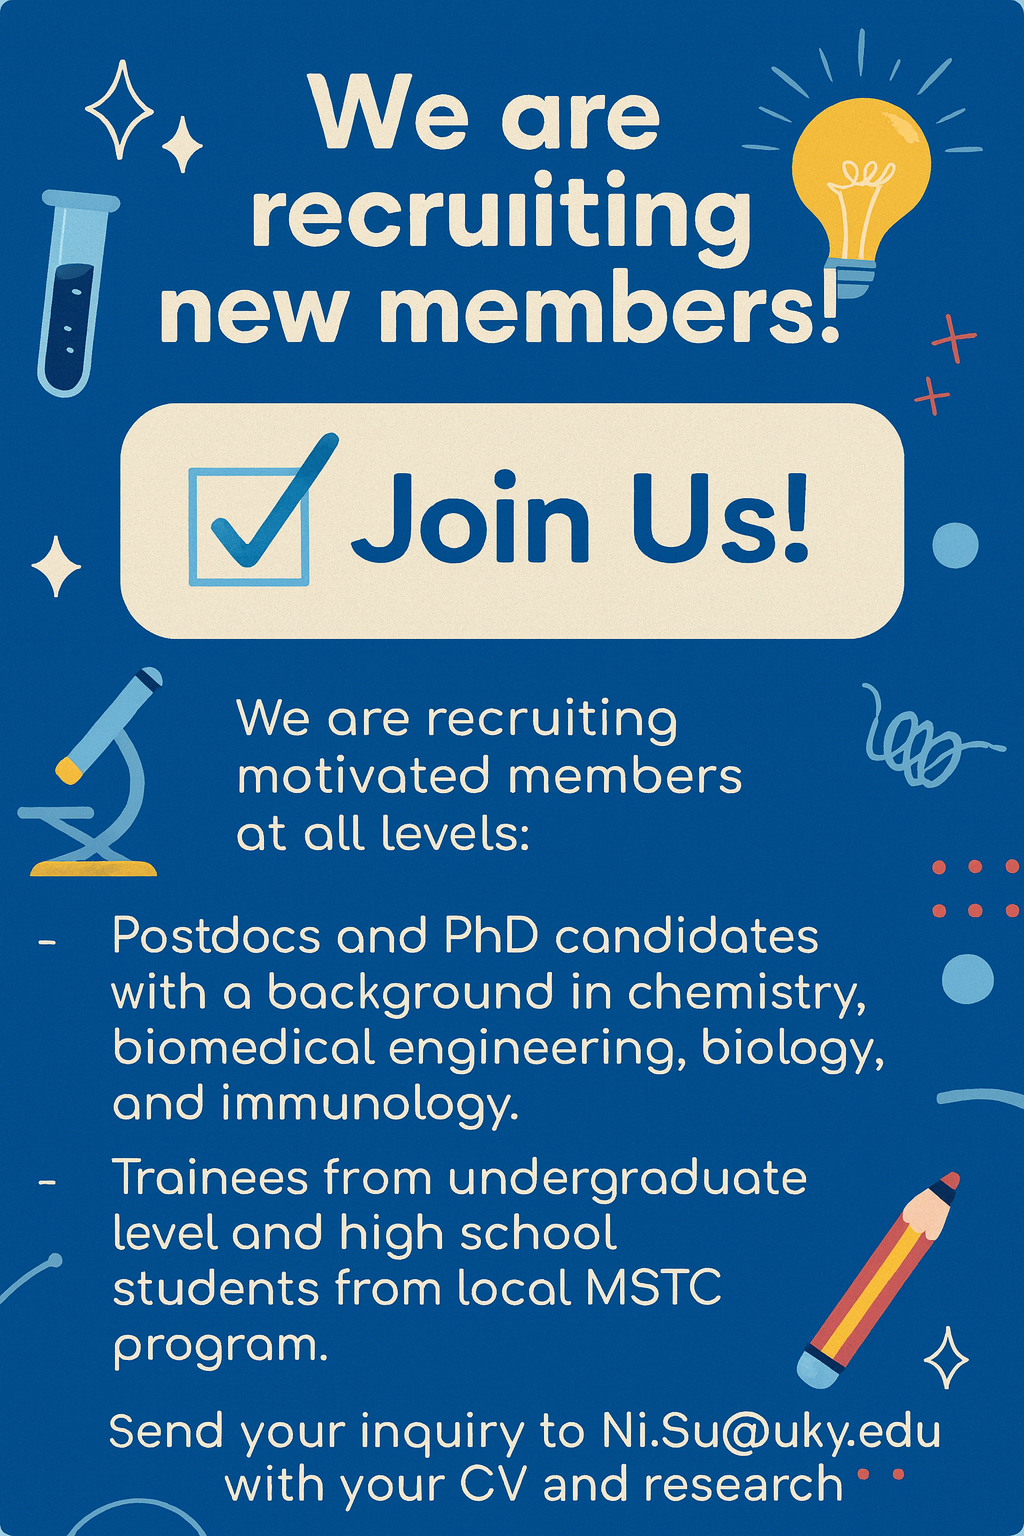 We are
recruıiting
new members!
Join Us!
We are recruiting
motivated members
at all levels:
- Postdocs and PhD candidates
with a background in chemistry,
biomedical engineering, biology,
and immunology.
- Trainees from undergraduate
level and high school
students from local MSTC
program.
Send your inquiry to Ni.Su@uky.edu
with your CV and research